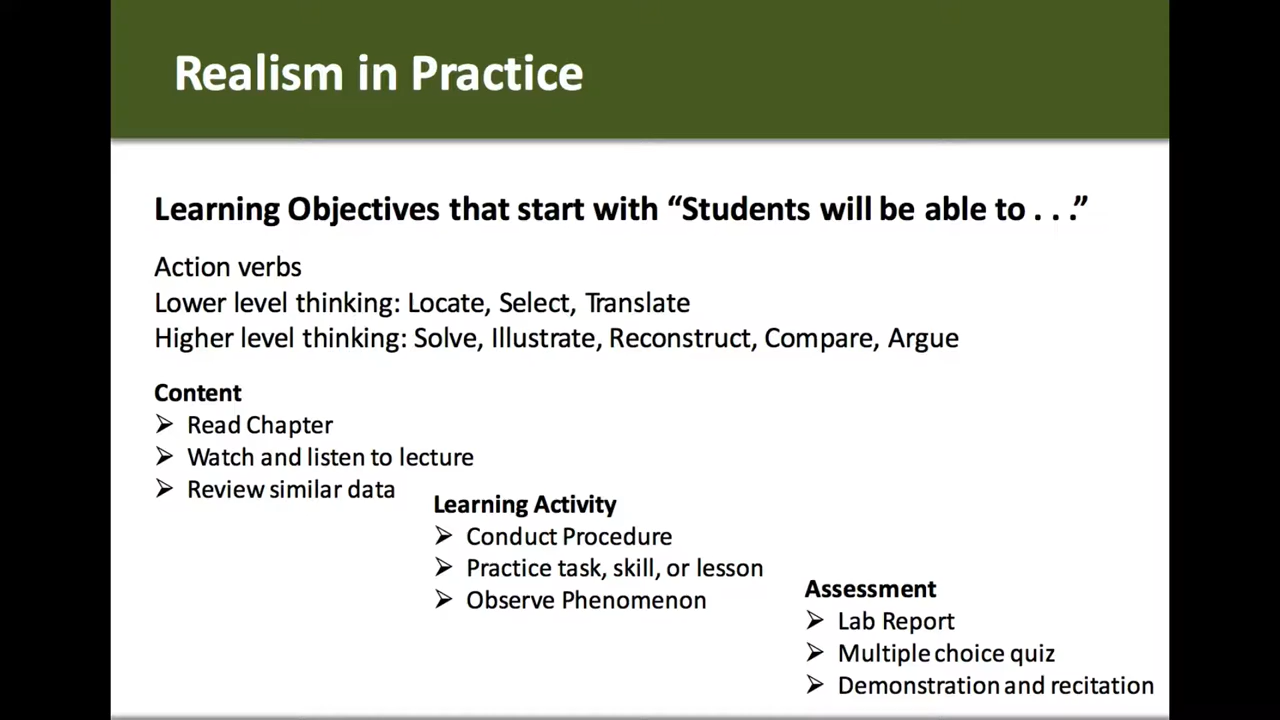 Realism in Practice
Learning Objectives that start with “Students will be able to . . .”
Action verbs
Lower level thinking: Locate, Select, Translate
Higher level thinking: Solve, Illustrate, Reconstruct, Compare, Argue
Content
➢ Read Chapter
➢ Watch and listen to lecture
➢ Review similar data
Learning Activity
➢ Conduct Procedure
➢ Practice task, skill, or lesson
➢ Observe Phenomenon
Assessment
➢ Lab Report
➢ Multiple choice quiz
➢ Demonstration and recitation